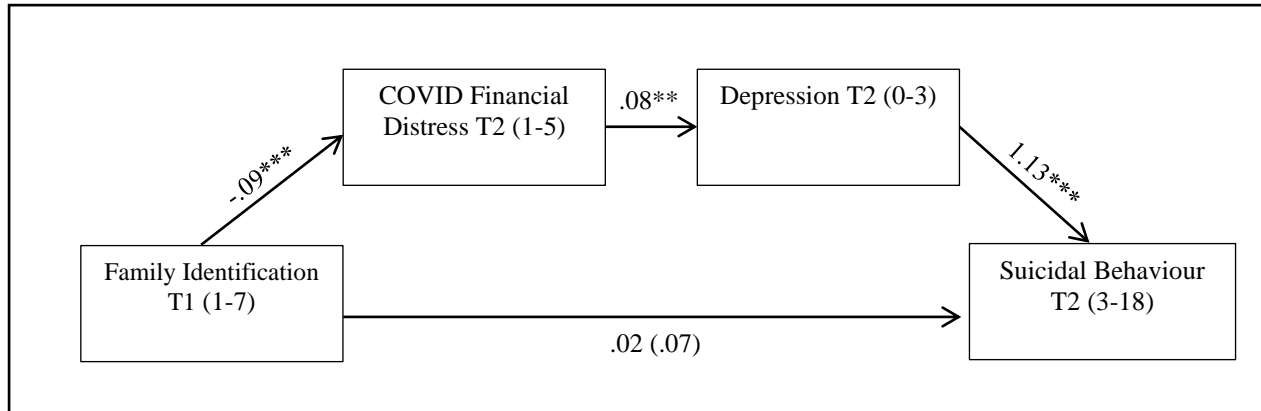 COVID Financial
Distress T2 (1-5)
.08**
Depression T2 (0-3)
-.09***
1.13***
Family Identification
T1 (1-7)
Suicidal Behaviour
T2 (3-18)
.02 (.07)